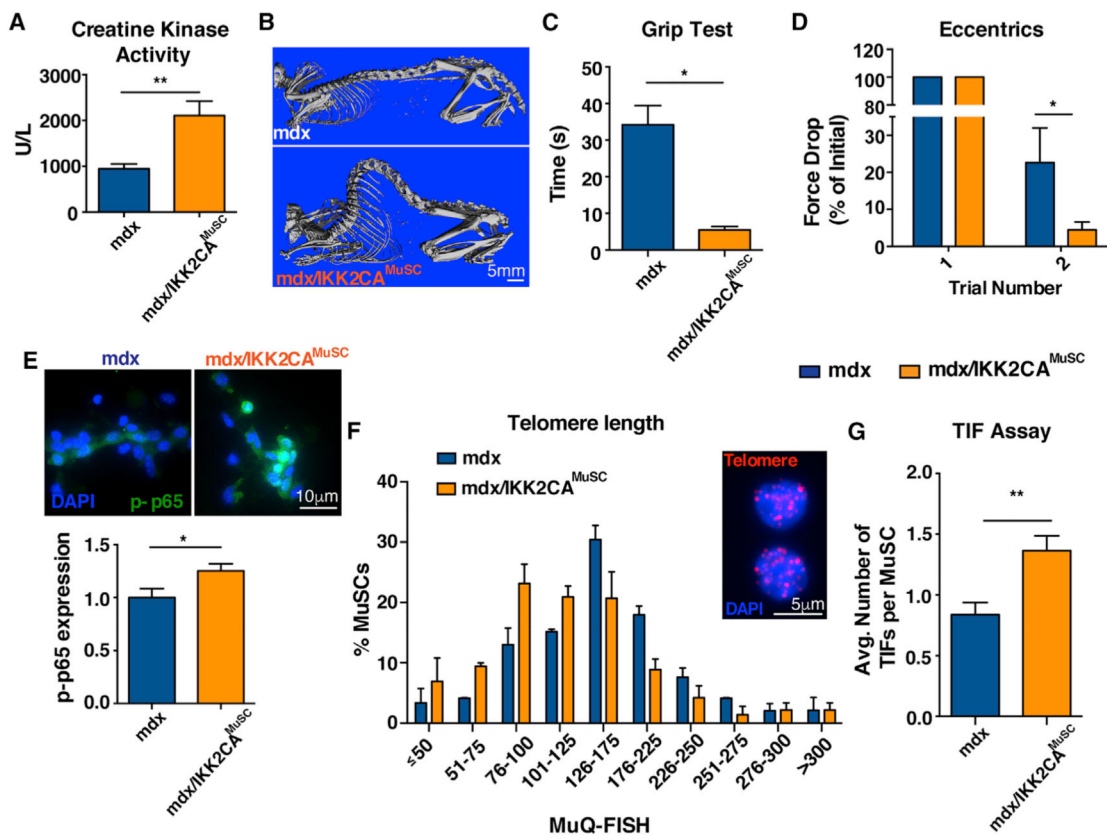 A
Creatine Kinase
Activity
U/L
3000
2000
1000
0
**
mdx
mdx/IKK2CA^MuSC
B
mdx
mdx/IKK2CA^MuSC
5mm
C
Grip Test
Time (s)
50
40
30
20
10
0
*
mdx
mdx/IKK2CA^MuSC
D
Eccentrics
Force Drop
(% of Initial)
100
80
30
20
10
0
*
1
2
Trial Number
mdx
mdx/IKK2CA^MuSC
E
mdx
mdx/IKK2CA^MuSC
DAPI
p-p65
10μm
p-p65 expression
1.5
1.0
0.5
0.0
*
mdx
mdx/IKK2CA^MuSC
F
Telomere length
mdx
mdx/IKK2CA^MuSC
Telomere
DAPI
5μm
% MuSCs
40
30
20
10
0
≤50
51-75
76-100
101-125
126-175
176-225
226-250
251-275
276-300
>300
MuQ-FISH
G
TIF Assay
Avg. Number of
TIFs per MuSC
2.0
1.5
1.0
0.5
0.0
**
mdx
mdx/IKK2CA^MuSC